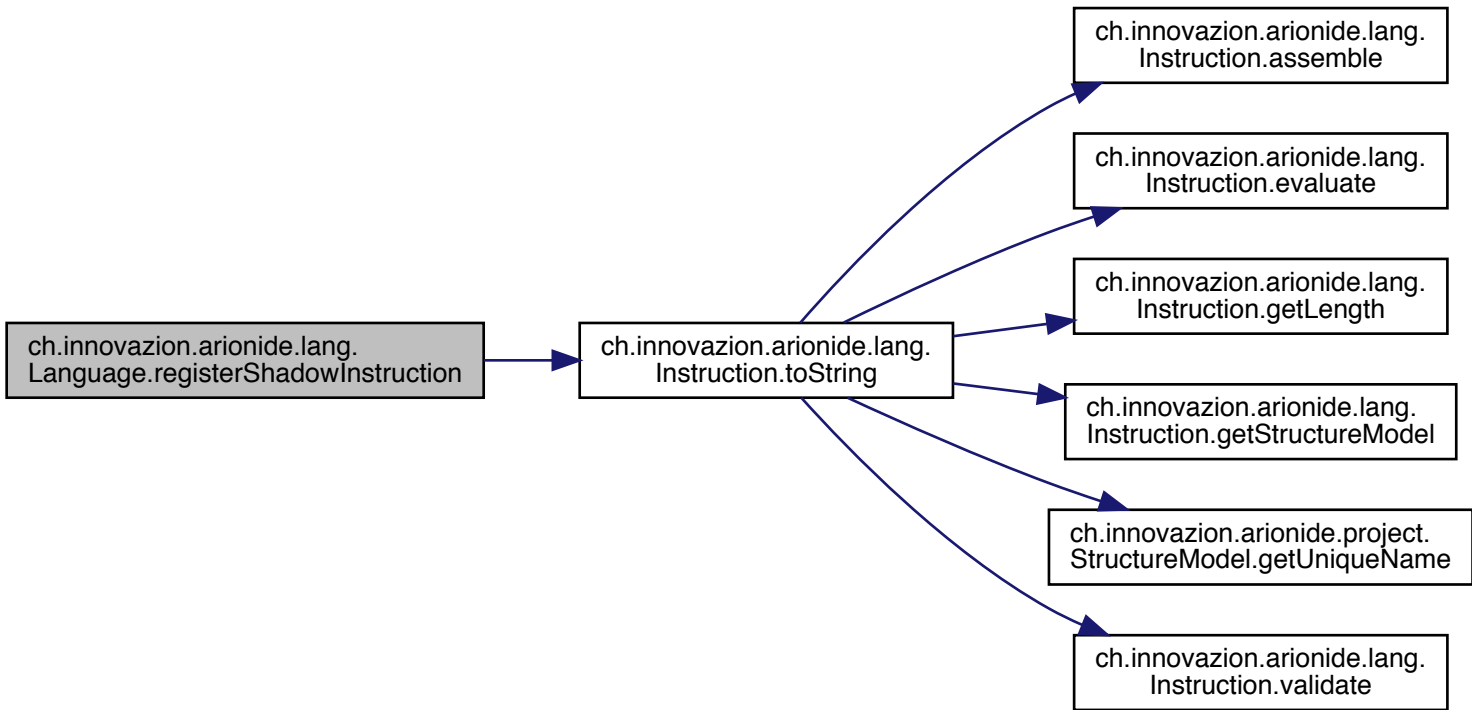 ch.innovazion.arionide.lang.
Language.registerShadowInstruction
ch.innovazion.arionide.lang.
Instruction.toString
ch.innovazion.arionide.lang.
Instruction.assemble
ch.innovazion.arionide.lang.
Instruction.evaluate
ch.innovazion.arionide.lang.
Instruction.getLength
ch.innovazion.arionide.lang.
Instruction.getStructureModel
ch.innovazion.arionide.project.
StructureModel.getUniqueName
ch.innovazion.arionide.lang.
Instruction.validate